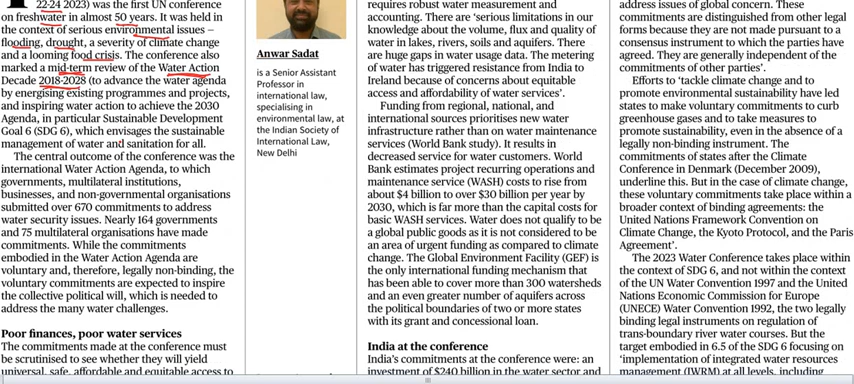 22-24 2023) was the first UN conference
on freshwater in almost 50 years. It was held in
the context of serious environmental issues —
flooding, drought, a severity of climate change
and a looming food crisis. The conference also
marked a mid-term review of the Water Action
Decade 2018-2028 (to advance the water agenda
by energising existing programmes and projects,
and inspiring water action to achieve the 2030
Agenda, in particular Sustainable Development
Goal 6 (SDG 6), which envisages the sustainable
management of water and sanitation for all.
The central outcome of the conference was the
international Water Action Agenda, to which
governments, multilateral institutions,
businesses, and non-governmental organisations
submitted over 670 commitments to address
water security issues. Nearly 164 governments
and 75 multilateral organisations have made
commitments. While the commitments
embodied in the Water Action Agenda are
voluntary and, therefore, legally non-binding, the
voluntary commitments are expected to inspire
the collective political will, which is needed to
address the many water challenges.
Poor finances, poor water services
The commitments made at the conference must
be scrutinised to see whether they will yield
universal, safe, affordable and equitable access to
Anwar Sadat
is a Senior Assistant
Professor in
international law,
specialising in
environmental law, at
the Indian Society of
International Law,
New Delhi
requires robust water measurement and
accounting. There are 'serious limitations in our
knowledge about the volume, flux and quality of
water in lakes, rivers, soils and aquifers. There
are huge gaps in water usage data. The metering
of water has triggered resistance from India to
Ireland because of concerns about equitable
access and affordability of water services'.
Funding from regional, national, and
international sources prioritises new water
infrastructure rather than on water maintenance
services (World Bank study). It results in
decreased service for water customers. World
Bank estimates project recurring operations and
maintenance service (WASH) costs to rise from
about $4 billion to over $30 billion per year by
2030, which is far more than the capital costs for
basic WASH services. Water does not qualify to be
a global public goods as it is not considered to be
an area of urgent funding as compared to climate
change. The Global Environment Facility (GEF) is
the only international funding mechanism that
has been able to cover more than 300 watersheds
and an even greater number of aquifers across
the political boundaries of two or more states
with its grant and concessional loan.
India at the conference
India's commitments at the conference were: an
investment of $240 billion in the water sector and
address issues of global concern. These
commitments are distinguished from other legal
forms because they are not made pursuant to a
consensus instrument to which the parties have
agreed. They are generally independent of the
commitments of other parties'.
Efforts to 'tackle climate change and to
promote environmental sustainability have led
states to make voluntary commitments to curb
greenhouse gases and to take measures to
promote sustainability, even in the absence of a
legally non-binding instrument. The
commitments of states after the Climate
Conference in Denmark (December 2009),
underline this. But in the case of climate change,
these voluntary commitments take place within a
broader context of binding agreements: the
United Nations Framework Convention on
Climate Change, the Kyoto Protocol, and the Paris
Agreement'.
The 2023 Water Conference takes place within
the context of SDG 6, and not within the context
of the UN Water Convention 1997 and the United
Nations Economic Commission for Europe
(UNECE) Water Convention 1992, the two legally
binding legal instruments on regulation of
trans-boundary river water courses. But the
target embodied in 6.5 of the SDG 6 focusing on
'implementation of integrated water resources
management (IWRM) at all levels, including